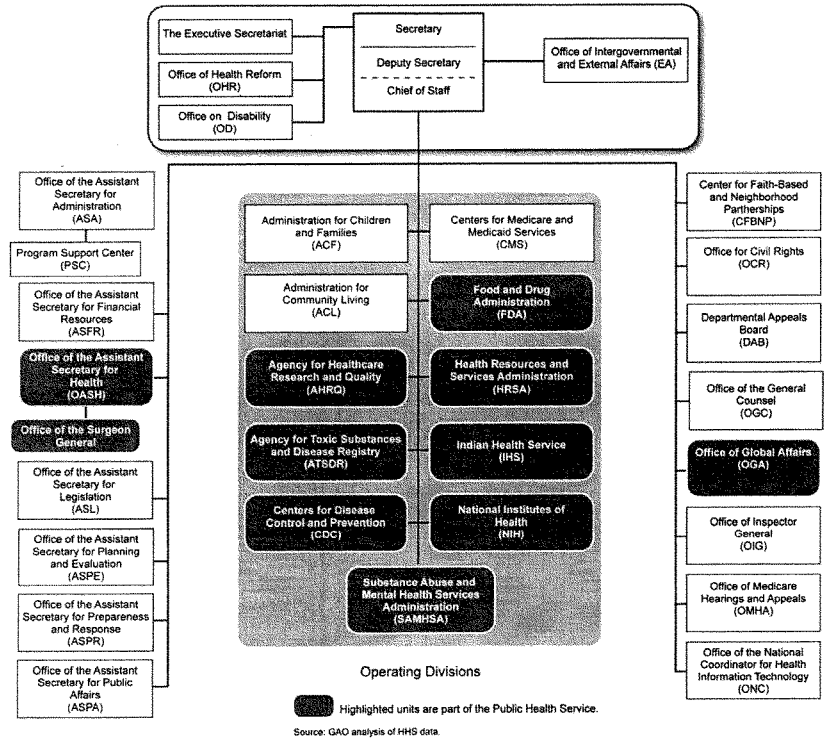 The Executive Secretariat
Office of Health Reform
(OHR)
Office on Disability
(OD)
Secretary
Deputy Secretary
Chief of Staff
Office of Intergovernmental
and External Affairs (EA)
Office of the Assistant
Secretary for
Administration
(ASA)
Program Support Center
(PSC)
Office of the Assistant
Secretary for Financial
Resources
(ASFR)
Office of the Assistant
Secretary for
Health
(OASH)
Office of the Surgeon
General
Office of the Assistant
Secretary for
Legislation
(ASL)
Office of the Assistant
Secretary for Planning
and Evaluation
(ASPE)
Office of the Assistant
Secretary for Prepareness
and Response
(ASPR)
Office of the Assistant
Secretary for Public
Affairs
(ASPA)
Administration for Children
and Families
(ACF)
Centers for Medicare and
Medicaid Services
(CMS)
Administration for
Community Living
(ACL)
Food and Drug
Administration
(FDA)
Agency for Healthcare
Research and Quality
(AHRQ)
Health Resources and
Services Administration
(HRSA)
Agency for Toxic Substances
and Disease Registry
(ATSDR)
Indian Health Service
(IHS)
Centers for Disease
Control and Prevention
(CDC)
National Institutes of
Health
(NIH)
Substance Abuse and
Mental Health Services
Administration
(SAMHSA)
Operating Divisions
Center for Faith-Based
and Neighborhood
Partnerships
(CFBNP)
Office for Civil Rights
(OCR)
Departmental Appeals
Board
(DAB)
Office of the General
Counsel
(OGC)
Office of Global Affairs
(OGA)
Office of Inspector
General
(OIG)
Office of Medicare
Hearings and Appeals
(OMHA)
Office of the National
Coordinator for Health
Information Technology
(ONC)
Highlighted units are part of the Public Health Service.
Source: GAO analysis of HHS data.